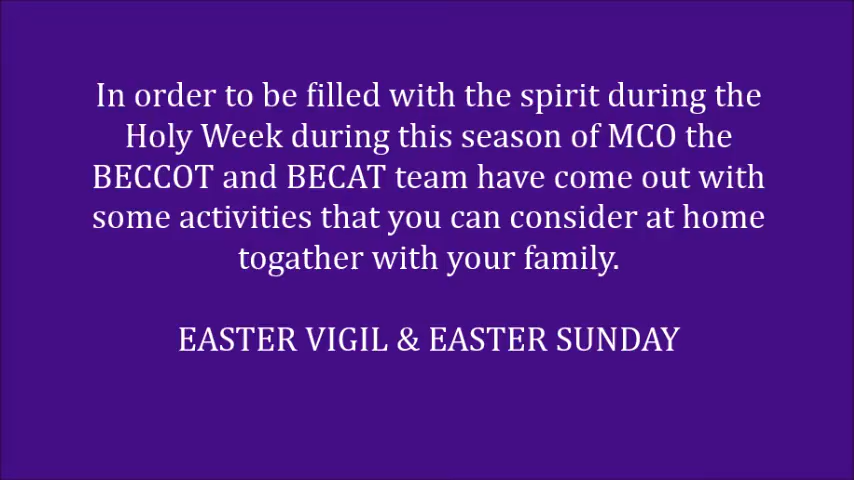 In order to be filled with the spirit during the
Holy Week during this season of MCO the
BECCOT and BECAT team have come out with
some activities that you can consider at home
togather with your family.
EASTER VIGIL & EASTER SUNDAY